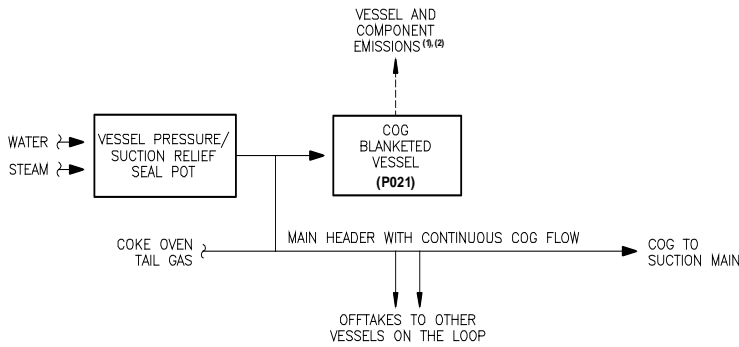 VESSEL AND
COMPONENT
EMISSIONS(1),(2)
WATER
STEAM
VESSEL PRESSURE/
SUCTION RELIEF
SEAL POT
COG
BLANKETED
VESSEL
(P021)
COKE OVEN
TAIL GAS
MAIN HEADER WITH CONTINUOUS COG FLOW
COG TO
SUCTION MAIN
OFFTAKES TO OTHER
VESSELS ON THE LOOP